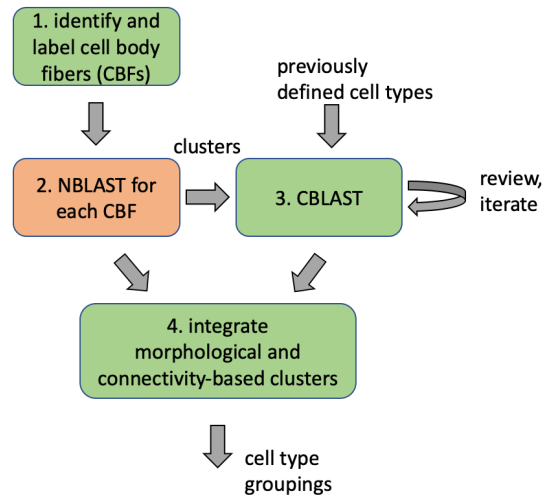 1. identify and
label cell body
fibers (CBFs)
previously
defined cell types
clusters
2. NBLAST for
each CBF
3. CBLAST
review,
iterate
4. integrate
morphological and
connectivity-based clusters
cell type
groupings